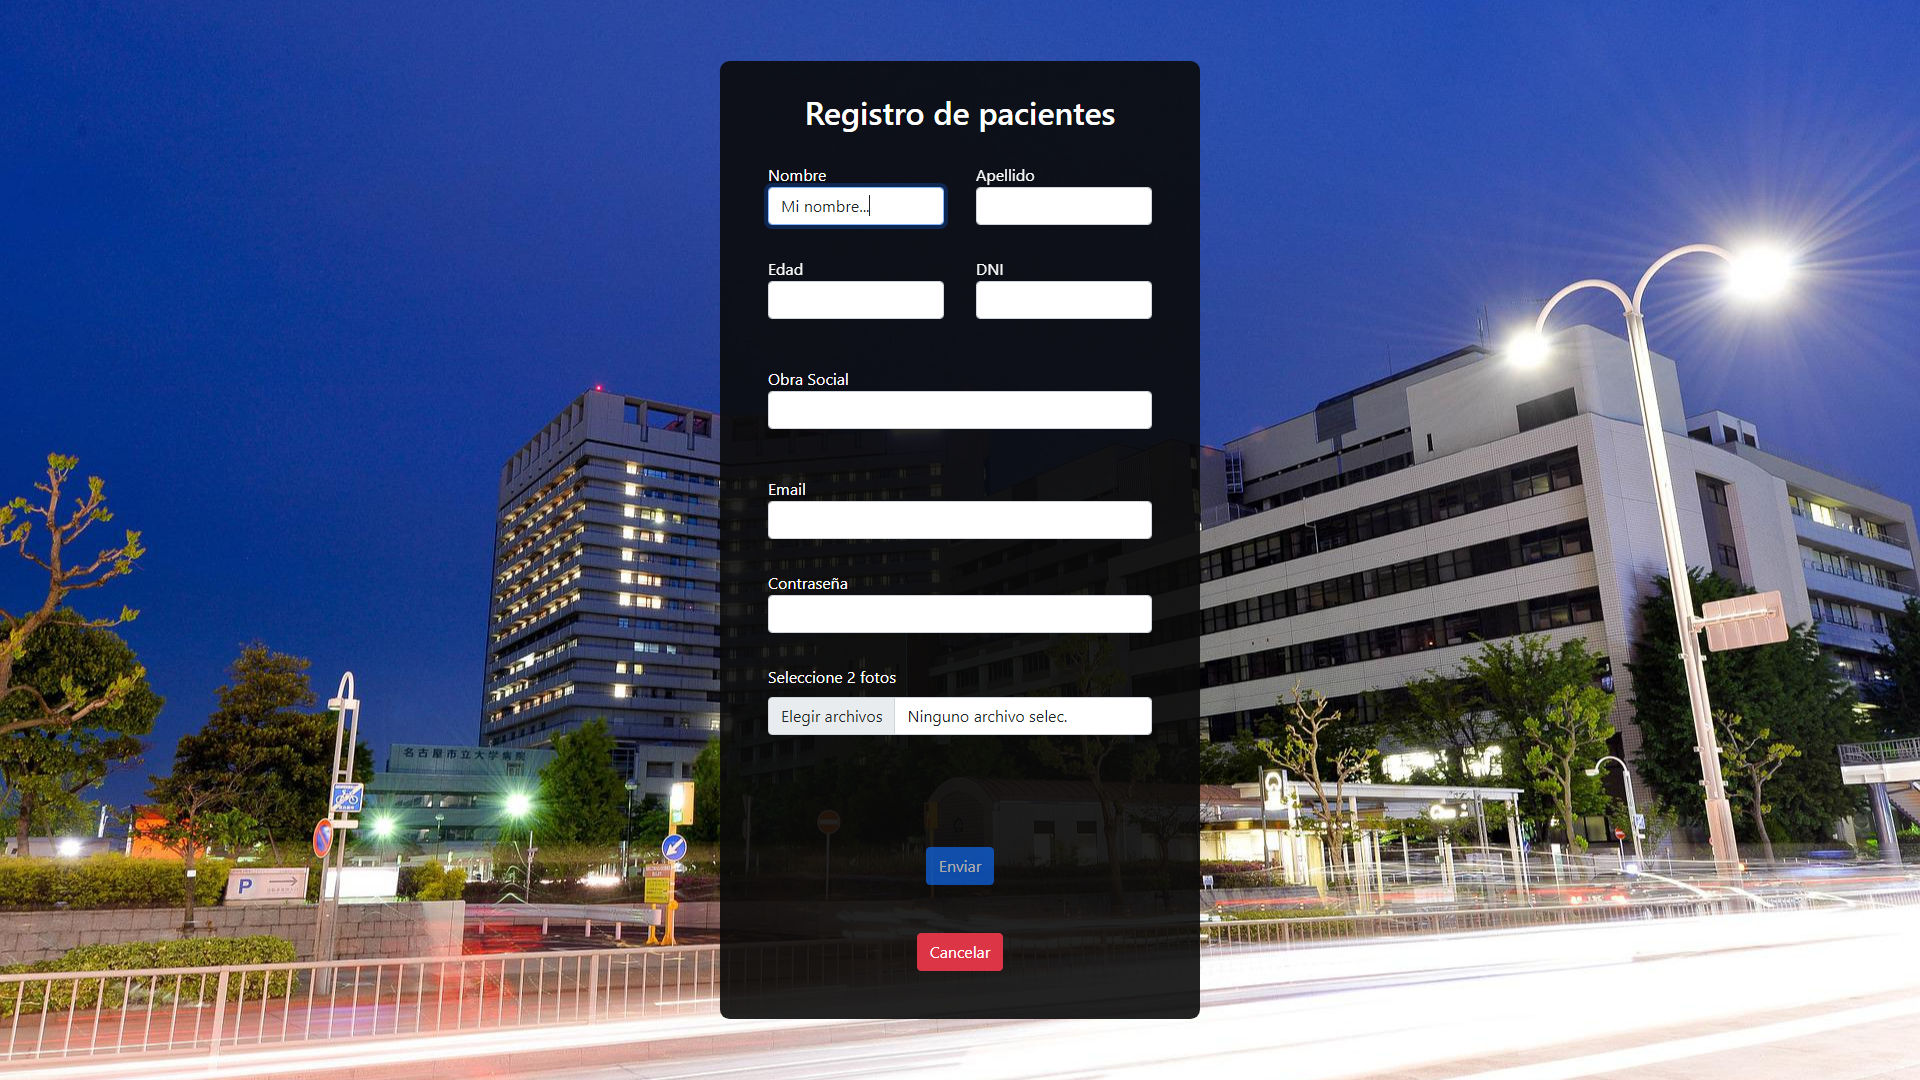 Registro de pacientes
Nombre
Apellido
Mi nombre...
Edad
DNI
Obra Social
Email
Contraseña
Seleccione 2 fotos
Elegir archivos
Ninguno archivo selec.
名古屋市立大学病院
P
Enviar
Cancelar